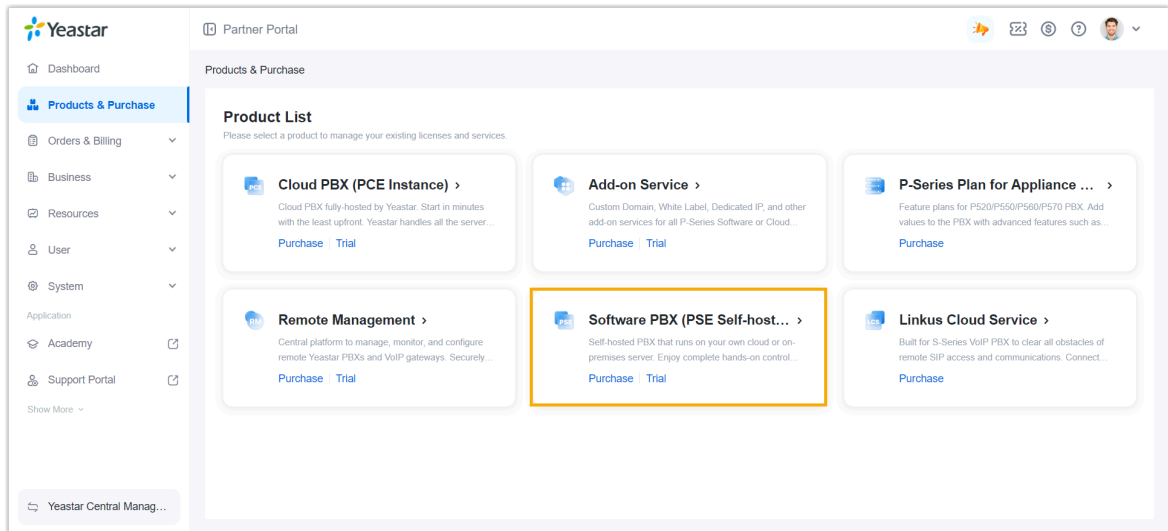 Yeastar
Partner Portal
Dashboard
Products & Purchase
Orders & Billing
Business
Resources
User
System
Application
Academy
Support Portal
Show More
Yeastar Central Manag...
Products & Purchase
Product List
Please select a product to manage your existing licenses and services.
PCE
Cloud PBX (PCE Instance)
Cloud PBX fully-hosted by Yeastar. Start in minutes
with the least upfront. Yeastar handles all the server...
Purchase Trial
Add-on Service
Custom Domain, White Label, Dedicated IP, and other
add-on services for all P-Series Software or Cloud...
Purchase Trial
P-Series Plan for Appliance ...
Feature plans for P520/P550/P560/P570 PBX. Add
values to the PBX with advanced features such as...
Purchase
RM
Remote Management
Central platform to manage, monitor, and configure
remote Yeastar PBXs and VoIP gateways. Securely...
Purchase Trial
PSE
Software PBX (PSE Self-host...
Self-hosted PBX that runs on your own cloud or on-
premises server. Enjoy complete hands-on control...
Purchase Trial
LCS
Linkus Cloud Service
Built for S-Series VoIP PBX to clear all obstacles of
remote SIP access and communications. Connect...
Purchase